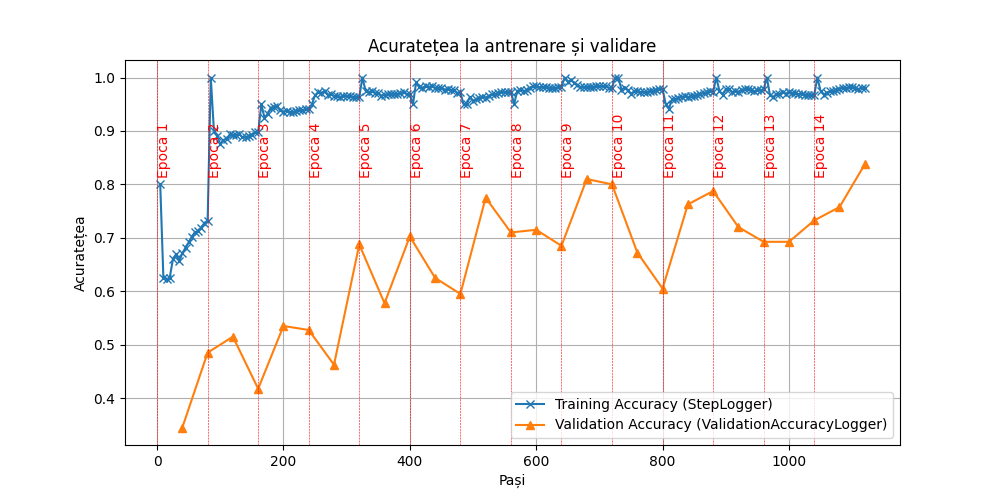 Acuratețea la antrenare și validare
Acuratețea
1.0
0.9
0.8
0.7
0.6
0.5
0.4
Epoca 1
Epoca 2
Epoca 3
Epoca 4
Epoca 5
Epoca 6
Epoca 7
Epoca 8
Epoca 9
Epoca 10
Epoca 11
Epoca 12
Epoca 13
Epoca 14
Training Accuracy (StepLogger)
Validation Accuracy (ValidationAccuracyLogger)
0 200 400 600 800 1000
Pași